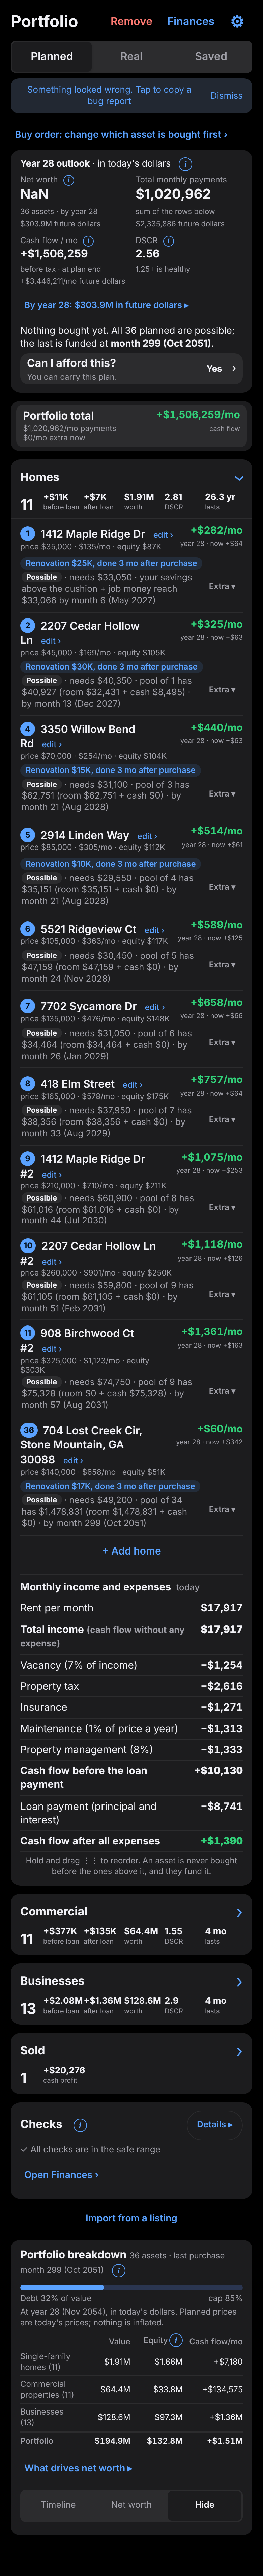 Portfolio Remove Finances
Planned Real Saved
Something looked wrong. Tap to copy a
bug report
Dismiss
Buy order: change which asset is bought first ›
Year 28 outlook · in today's dollars i
Net worth i Total monthly payments
NaN $1,020,962
36 assets · by year 28 sum of the rows below
$303.9M future dollars $2,335,886 future dollars
Cash flow / mo i DSCR i
+$1,506,259 2.56
before tax · at plan end 1.25+ is healthy
+$3,446,211/mo future dollars
By year 28: $303.9M in future dollars ▸
Nothing bought yet. All 36 planned are possible;
the last is funded at month 299 (Oct 2051).
Can I afford this? Yes ›
You can carry this plan.
Portfolio total +$1,506,259/mo
$1,020,962/mo payments cash flow
$0/mo extra now
Homes
11 +$11K +$7K $1.91M 2.81 26.3 yr
before loan after loan worth DSCR lasts
1 1412 Maple Ridge Dr edit › +$282/mo
price $35,000 · $135/mo · equity $87K year 28 · now +$64
Renovation $25K, done 3 mo after purchase
Possible · needs $33,050 · your savings
above the cushion + job money reach
$33,066 by month 6 (May 2027)
Extra ▾
2 2207 Cedar Hollow +$325/mo
Ln edit › year 28 · now +$63
price $45,000 · $169/mo · equity $105K
Renovation $30K, done 3 mo after purchase
Possible · needs $40,350 · pool of 1 has
$40,927 (room $32,431 + cash $8,495) ·
by month 13 (Dec 2027)
Extra ▾
4 3350 Willow Bend +$440/mo
Rd edit › year 28 · now +$63
price $70,000 · $254/mo · equity $104K
Renovation $15K, done 3 mo after purchase
Possible · needs $31,100 · pool of 3 has
$62,751 (room $62,751 + cash $0) · by
month 21 (Aug 2028)
Extra ▾
5 2914 Linden Way edit › +$514/mo
price $85,000 · $305/mo · equity $112K year 28 · now +$61
Renovation $10K, done 3 mo after purchase
Possible · needs $29,550 · pool of 4 has
$35,151 (room $35,151 + cash $0) · by
month 21 (Aug 2028)
Extra ▾
6 5521 Ridgeview Ct edit › +$589/mo
price $105,000 · $363/mo · equity $117K year 28 · now +$125
Possible · needs $30,450 · pool of 5 has
$47,159 (room $47,159 + cash $0) · by
month 24 (Nov 2028)
Extra ▾
7 7702 Sycamore Dr edit › +$658/mo
price $135,000 · $476/mo · equity $148K year 28 · now +$66
Possible · needs $31,050 · pool of 6 has
$34,464 (room $34,464 + cash $0) · by
month 26 (Jan 2029)
Extra ▾
8 418 Elm Street edit › +$757/mo
price $165,000 · $578/mo · equity $175K year 28 · now +$64
Possible · needs $37,950 · pool of 7 has
$38,356 (room $38,356 + cash $0) · by
month 33 (Aug 2029)
Extra ▾
9 1412 Maple Ridge Dr +$1,075/mo
#2 edit › year 28 · now +$253
price $210,000 · $710/mo · equity $211K
Possible · needs $60,900 · pool of 8 has
$61,016 (room $61,016 + cash $0) · by
month 44 (Jul 2030)
Extra ▾
10 2207 Cedar Hollow Ln +$1,118/mo
#2 edit › year 28 · now +$126
price $260,000 · $901/mo · equity $250K
Possible · needs $59,800 · pool of 9 has
$61,105 (room $61,105 + cash $0) · by
month 51 (Feb 2031)
Extra ▾
11 908 Birchwood Ct +$1,361/mo
#2 edit › year 28 · now +$163
price $325,000 · $1,123/mo · equity
$303K
Possible · needs $74,750 · pool of 9 has
$75,328 (room $0 + cash $75,328) · by
month 57 (Aug 2031)
Extra ▾
36 704 Lost Creek Cir, +$60/mo
Stone Mountain, GA year 28 · now +$342
30088 edit ›
price $140,000 · $658/mo · equity $51K
Renovation $17K, done 3 mo after purchase
Possible · needs $49,200 · pool of 34
has $1,478,831 (room $1,478,831 + cash
$0) · by month 299 (Oct 2051)
Extra ▾
+ Add home
Monthly income and expenses today
Rent per month $17,917
Total income (cash flow without any $17,917
expense)
Vacancy (7% of income) −$1,254
Property tax −$2,616
Insurance −$1,271
Maintenance (1% of price a year) −$1,313
Property management (8%) −$1,333
Cash flow before the loan +$10,130
payment
Loan payment (principal and −$8,741
interest)
Cash flow after all expenses +$1,390
Hold and drag ⋮⋮ to reorder. An asset is never bought
before the ones above it, and they fund it.
Commercial ›
11 +$377K +$135K $64.4M 1.55 4 mo
before loan after loan worth DSCR lasts
Businesses ›
13 +$2.08M +$1.36M $128.6M 2.9 4 mo
before loan after loan worth DSCR lasts
Sold ›
1 +$20,276
cash profit
Checks i Details ▸
✓ All checks are in the safe range
Open Finances ›
Import from a listing
Portfolio breakdown 36 assets · last purchase
month 299 (Oct 2051) i
Debt 32% of value cap 85%
At year 28 (Nov 2054), in today's dollars. Planned prices
are today's prices; nothing is inflated.
Value Equity i Cash flow/mo
Single-family
homes (11) $1.91M $1.66M +$7,180
Commercial
properties (11) $64.4M $33.8M +$134,575
Businesses
(13) $128.6M $97.3M +$1.36M
Portfolio $194.9M $132.8M +$1.51M
What drives net worth ▸
Timeline Net worth Hide